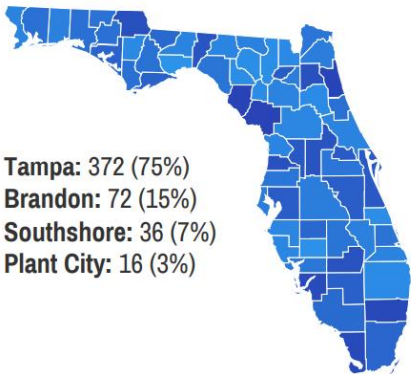 Tampa: 372 (75%)
Brandon: 72 (15%)
Southshore: 36 (7%)
Plant City: 16 (3%)